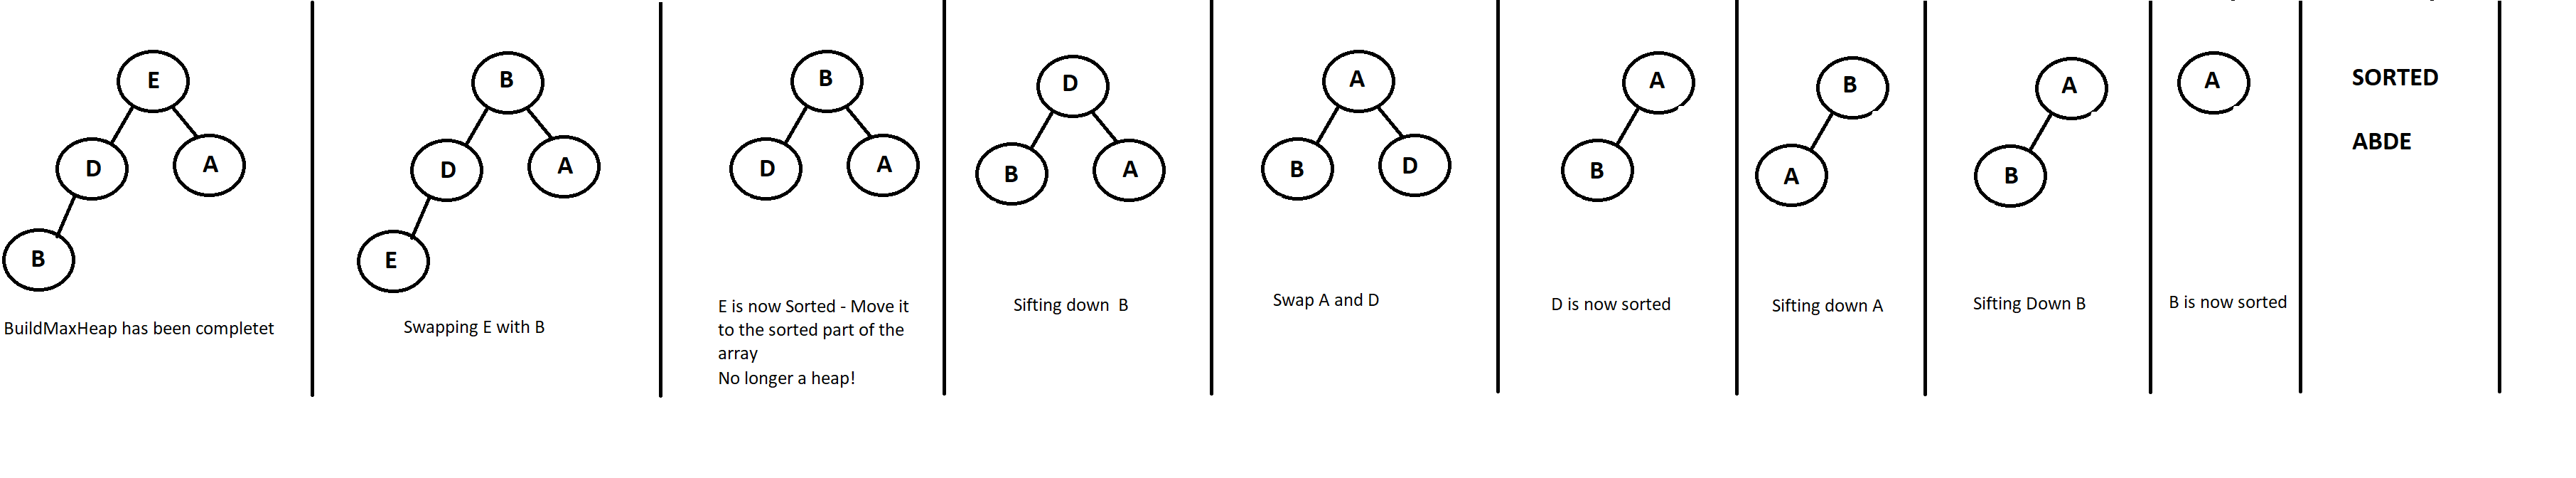 E
D
A
B
BuildMaxHeap has been completet
B
D
A
E
Swapping E with B
B
D
A
E is now Sorted - Move it
to the sorted part of the
array
No longer a heap!
D
B
A
Sifting down B
A
B
D
Swap A and D
A
B
D is now sorted
B
A
Sifting down A
A
B
Sifting Down B
A
B is now sorted
SORTED
ABDE